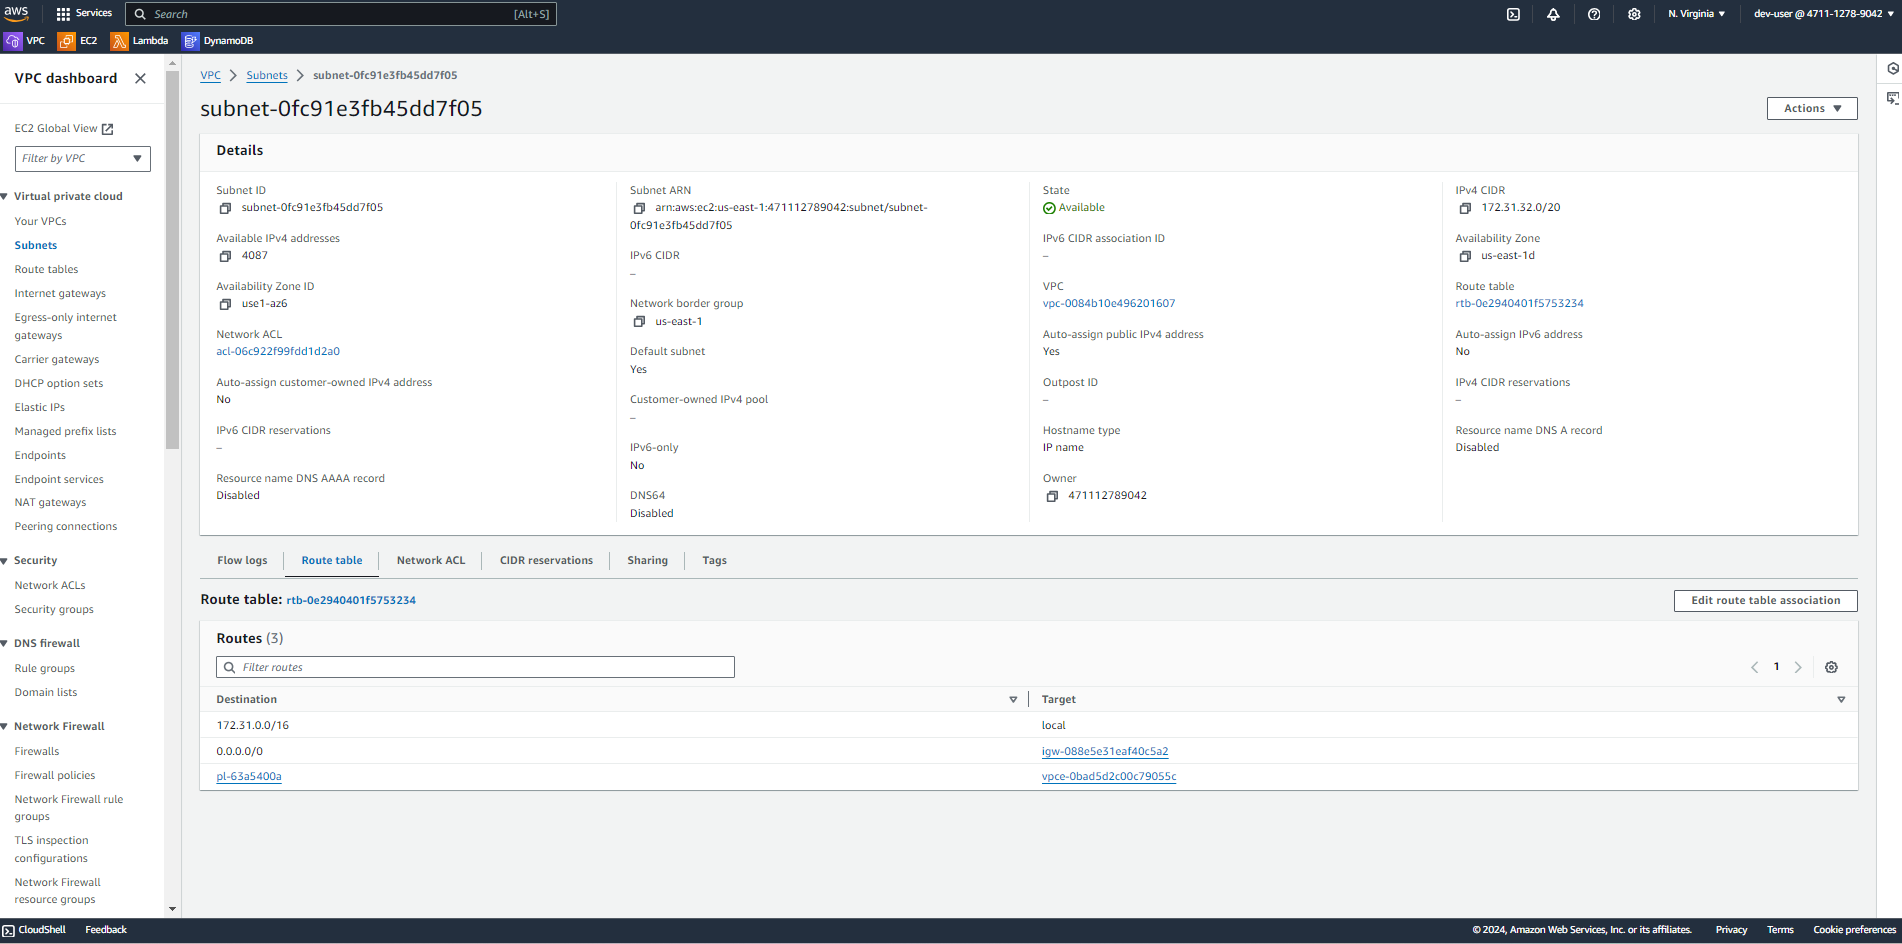 aws
Services
Search
[Alt+S]
N. Virginia
dev-user @ 4711-1278-9042
VPC
EC2
Lambda
DynamoDB
VPC dashboard
EC2 Global View
Filter by VPC
Virtual private cloud
Your VPCs
Subnets
Route tables
Internet gateways
Egress-only internet
gateways
Carrier gateways
DHCP option sets
Elastic IPs
Managed prefix lists
Endpoints
Endpoint services
NAT gateways
Peering connections
Security
Network ACLs
Security groups
DNS firewall
Rule groups
Domain lists
Network Firewall
Firewalls
Firewall policies
Network Firewall rule
groups
TLS inspection
configurations
Network Firewall
resource groups
VPC
Subnets
subnet-0fc91e3fb45dd7f05
subnet-0fc91e3fb45dd7f05
Actions
Details
Subnet ID
subnet-0fc91e3fb45dd7f05
Available IPv4 addresses
4087
Availability Zone ID
use1-az6
Network ACL
acl-06c922f99fdd1d2a0
Auto-assign customer-owned IPv4 address
No
IPv6 CIDR reservations
–
Resource name DNS AAAA record
Disabled
Subnet ARN
arn:aws:ec2:us-east-1:471112789042:subnet/subnet-
0fc91e3fb45dd7f05
IPv6 CIDR
–
Network border group
us-east-1
Default subnet
Yes
Customer-owned IPv4 pool
–
IPv6-only
No
DNS64
Disabled
State
Available
IPv6 CIDR association ID
–
VPC
vpc-0084b10e496201607
Auto-assign public IPv4 address
Yes
Outpost ID
–
Hostname type
IP name
Owner
471112789042
IPv4 CIDR
172.31.32.0/20
Availability Zone
us-east-1d
Route table
rtb-0e2940401f5753234
Auto-assign IPv6 address
No
IPv4 CIDR reservations
–
Resource name DNS A record
Disabled
Flow logs
Route table
Network ACL
CIDR reservations
Sharing
Tags
Route table: rtb-0e2940401f5753234
Edit route table association
Routes (3)
Filter routes
1
Destination
Target
172.31.0.0/16
local
0.0.0.0/0
igw-088e5e31eaf40c5a2
pl-63a5400a
vpce-0bad5d2c00c79055c
CloudShell
Feedback
© 2024, Amazon Web Services, Inc. or its affiliates.
Privacy
Terms
Cookie preferences